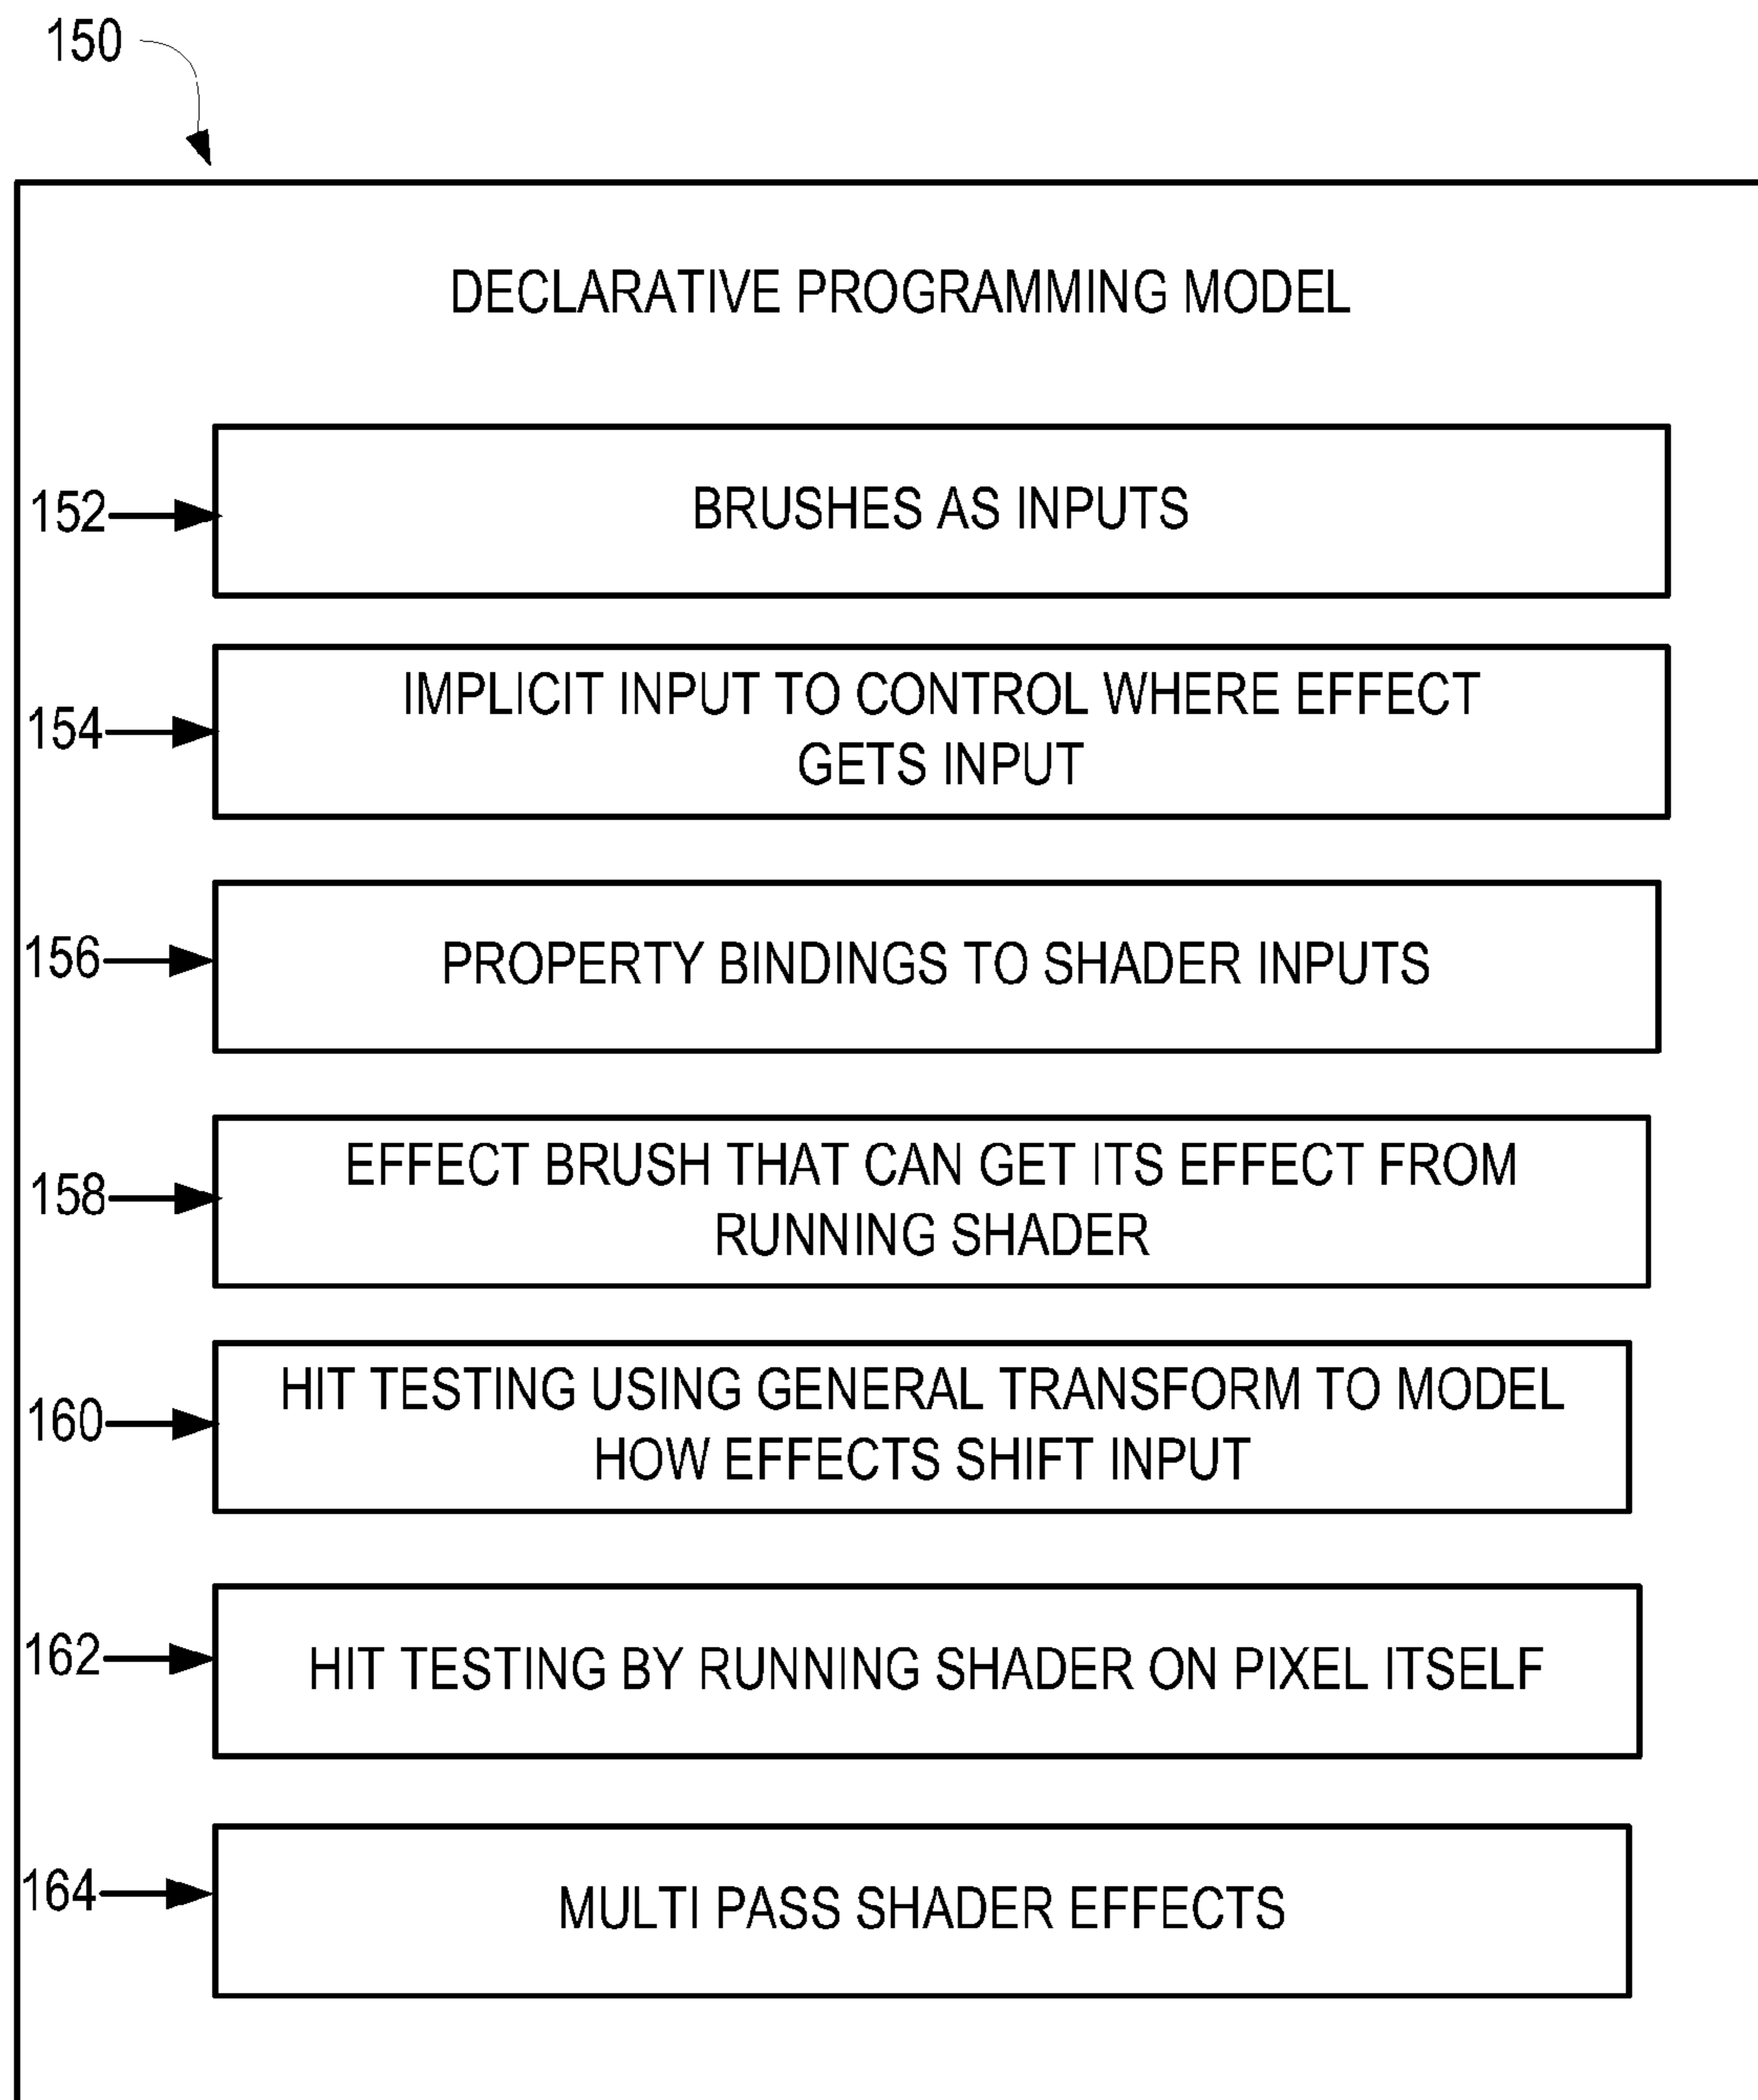 150
DECLARATIVE PROGRAMMING MODEL
152
BRUSHES AS INPUTS
154
IMPLICIT INPUT TO CONTROL WHERE EFFECT
GETS INPUT
156
PROPERTY BINDINGS TO SHADER INPUTS
158
EFFECT BRUSH THAT CAN GET ITS EFFECT FROM
RUNNING SHADER
160
HIT TESTING USING GENERAL TRANSFORM TO MODEL
HOW EFFECTS SHIFT INPUT
162
HIT TESTING BY RUNNING SHADER ON PIXEL ITSELF
164
MULTI PASS SHADER EFFECTS